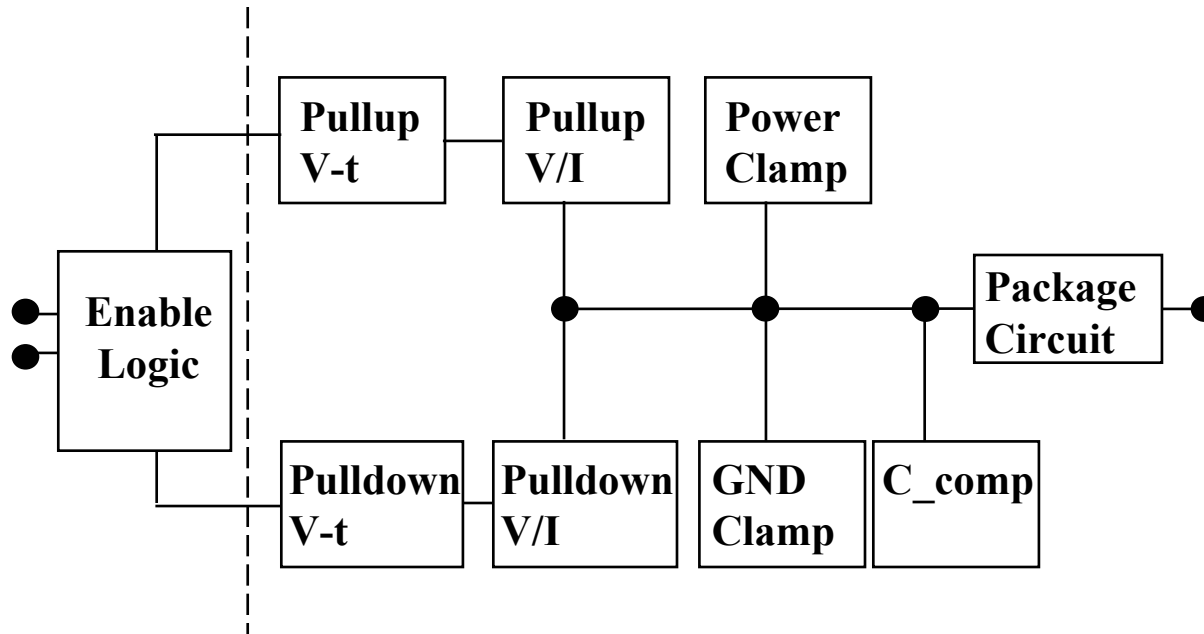 Pullup
V-t
Pullup
V/I
Power
Clamp
Enable
Logic
Package
Circuit
Pulldown
V-t
Pulldown
V/I
GND
Clamp
C_comp